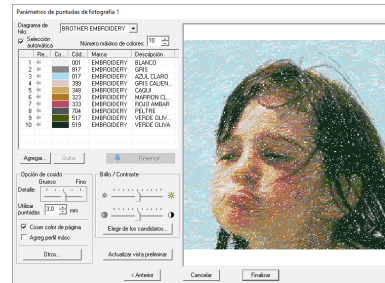 Parámetros de puntadas de fotografía 1
Diagrama de hilo: BROTHER EMBROIDERY
Selección automática Número máximo de colores: 10
Re... Co... Cód... Marca Descripción
1 001 EMBROIDERY BLANCO
2 817 EMBROIDERY GRIS
3 017 EMBROIDERY AZUL CLARO
4 399 EMBROIDERY GRIS CALIEN...
5 348 EMBROIDERY CAQUI
6 323 EMBROIDERY MARRON CL...
7 333 EMBROIDERY ROJO AMBAR
8 704 EMBROIDERY PELTRE
9 517 EMBROIDERY VERDE OLIV...
10 519 EMBROIDERY VERDE OLIVA
Agregar... Quitar Reservar
Opción de cosido Brillo / Contraste
Grueso Fino
Detalle:
Utilizar puntadas 3,0 mm
Coser color de página
Agreg perfil másc
Elegir de los candidatos...
Otros... Actualizar vista preliminar
< Anterior Cancelar Finalizar